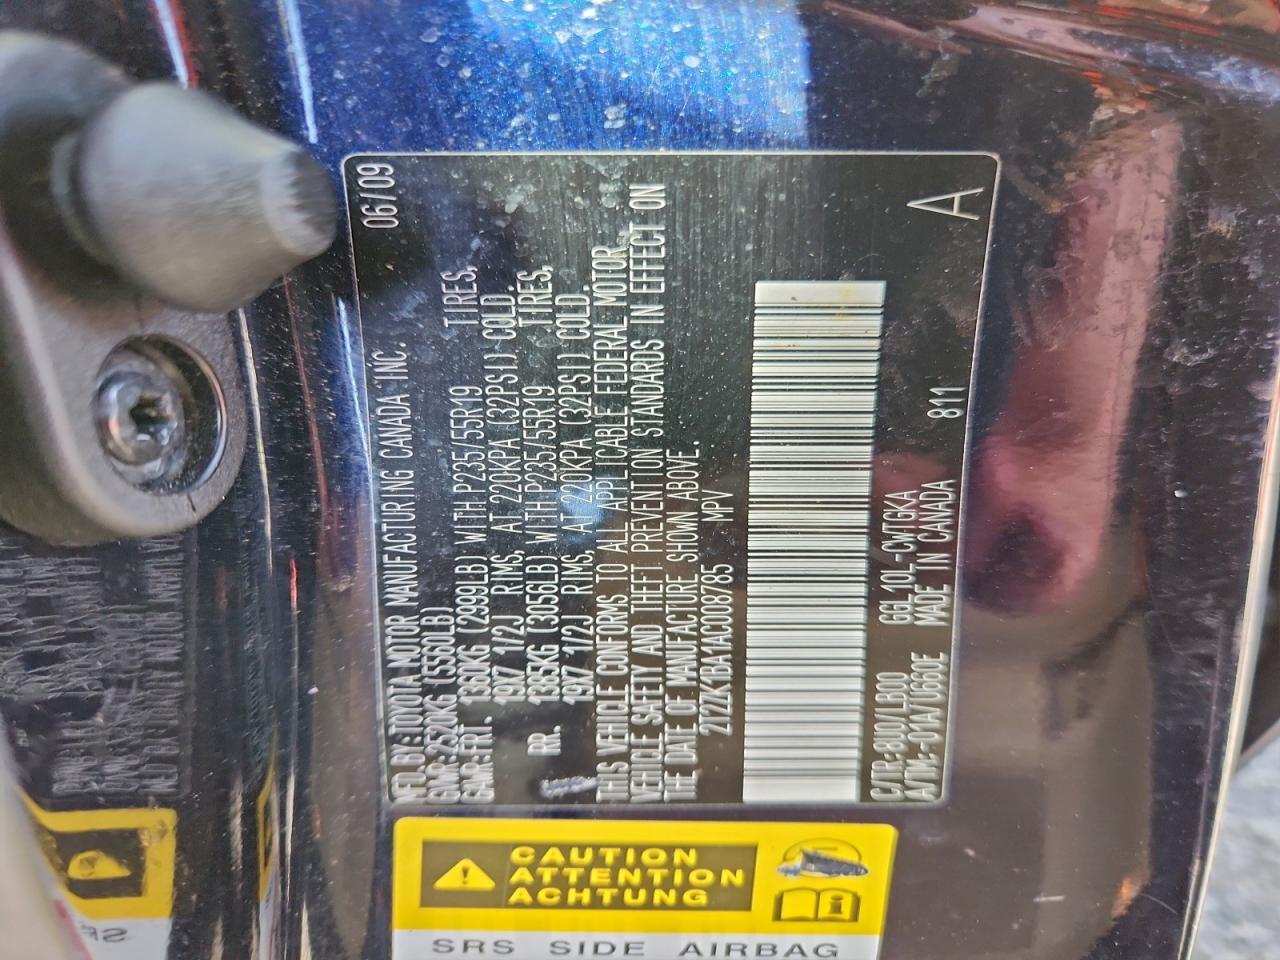 MFD.BY:TOYOTA MOTOR MANUFACTURING CANADA INC. 06/09
GVWR:2520KG (5560LB)
GAWR:FRT. 1360KG (2999LB) WITH P235/55R19 TIRES,
19X7 1/2J RIMS, AT 220KPA (32PSI) COLD.
RR. 1385KG (3056LB) WITH P235/55R19 TIRES,
19X7 1/2J RIMS, AT 220KPA (32PSI) COLD.
THIS VEHICLE CONFORMS TO ALL APPLICABLE FEDERAL MOTOR
VEHICLE SAFETY AND THEFT PREVENTION STANDARDS IN EFFECT ON
THE DATE OF MANUFACTURE SHOWN ABOVE.
2T2ZK1BA1AC008785 MPV
C/TR:8U0/LB00 GGL10L-CWTGKA
A/TM:-01A/U660E MADE IN CANADA 811
A
CAUTION
ATTENTION
ACHTUNG
SRS SIDE AIRBAG